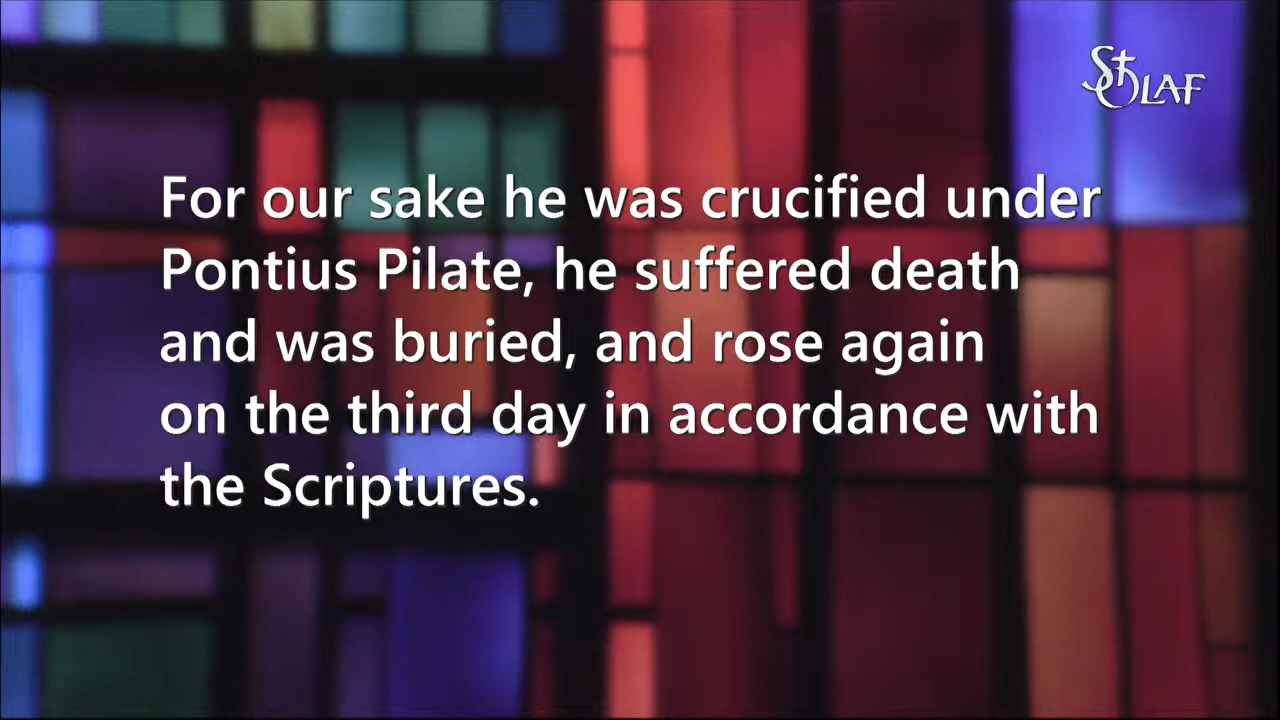 St OLAF
For our sake he was crucified under
Pontius Pilate, he suffered death
and was buried, and rose again
on the third day in accordance with
the Scriptures.